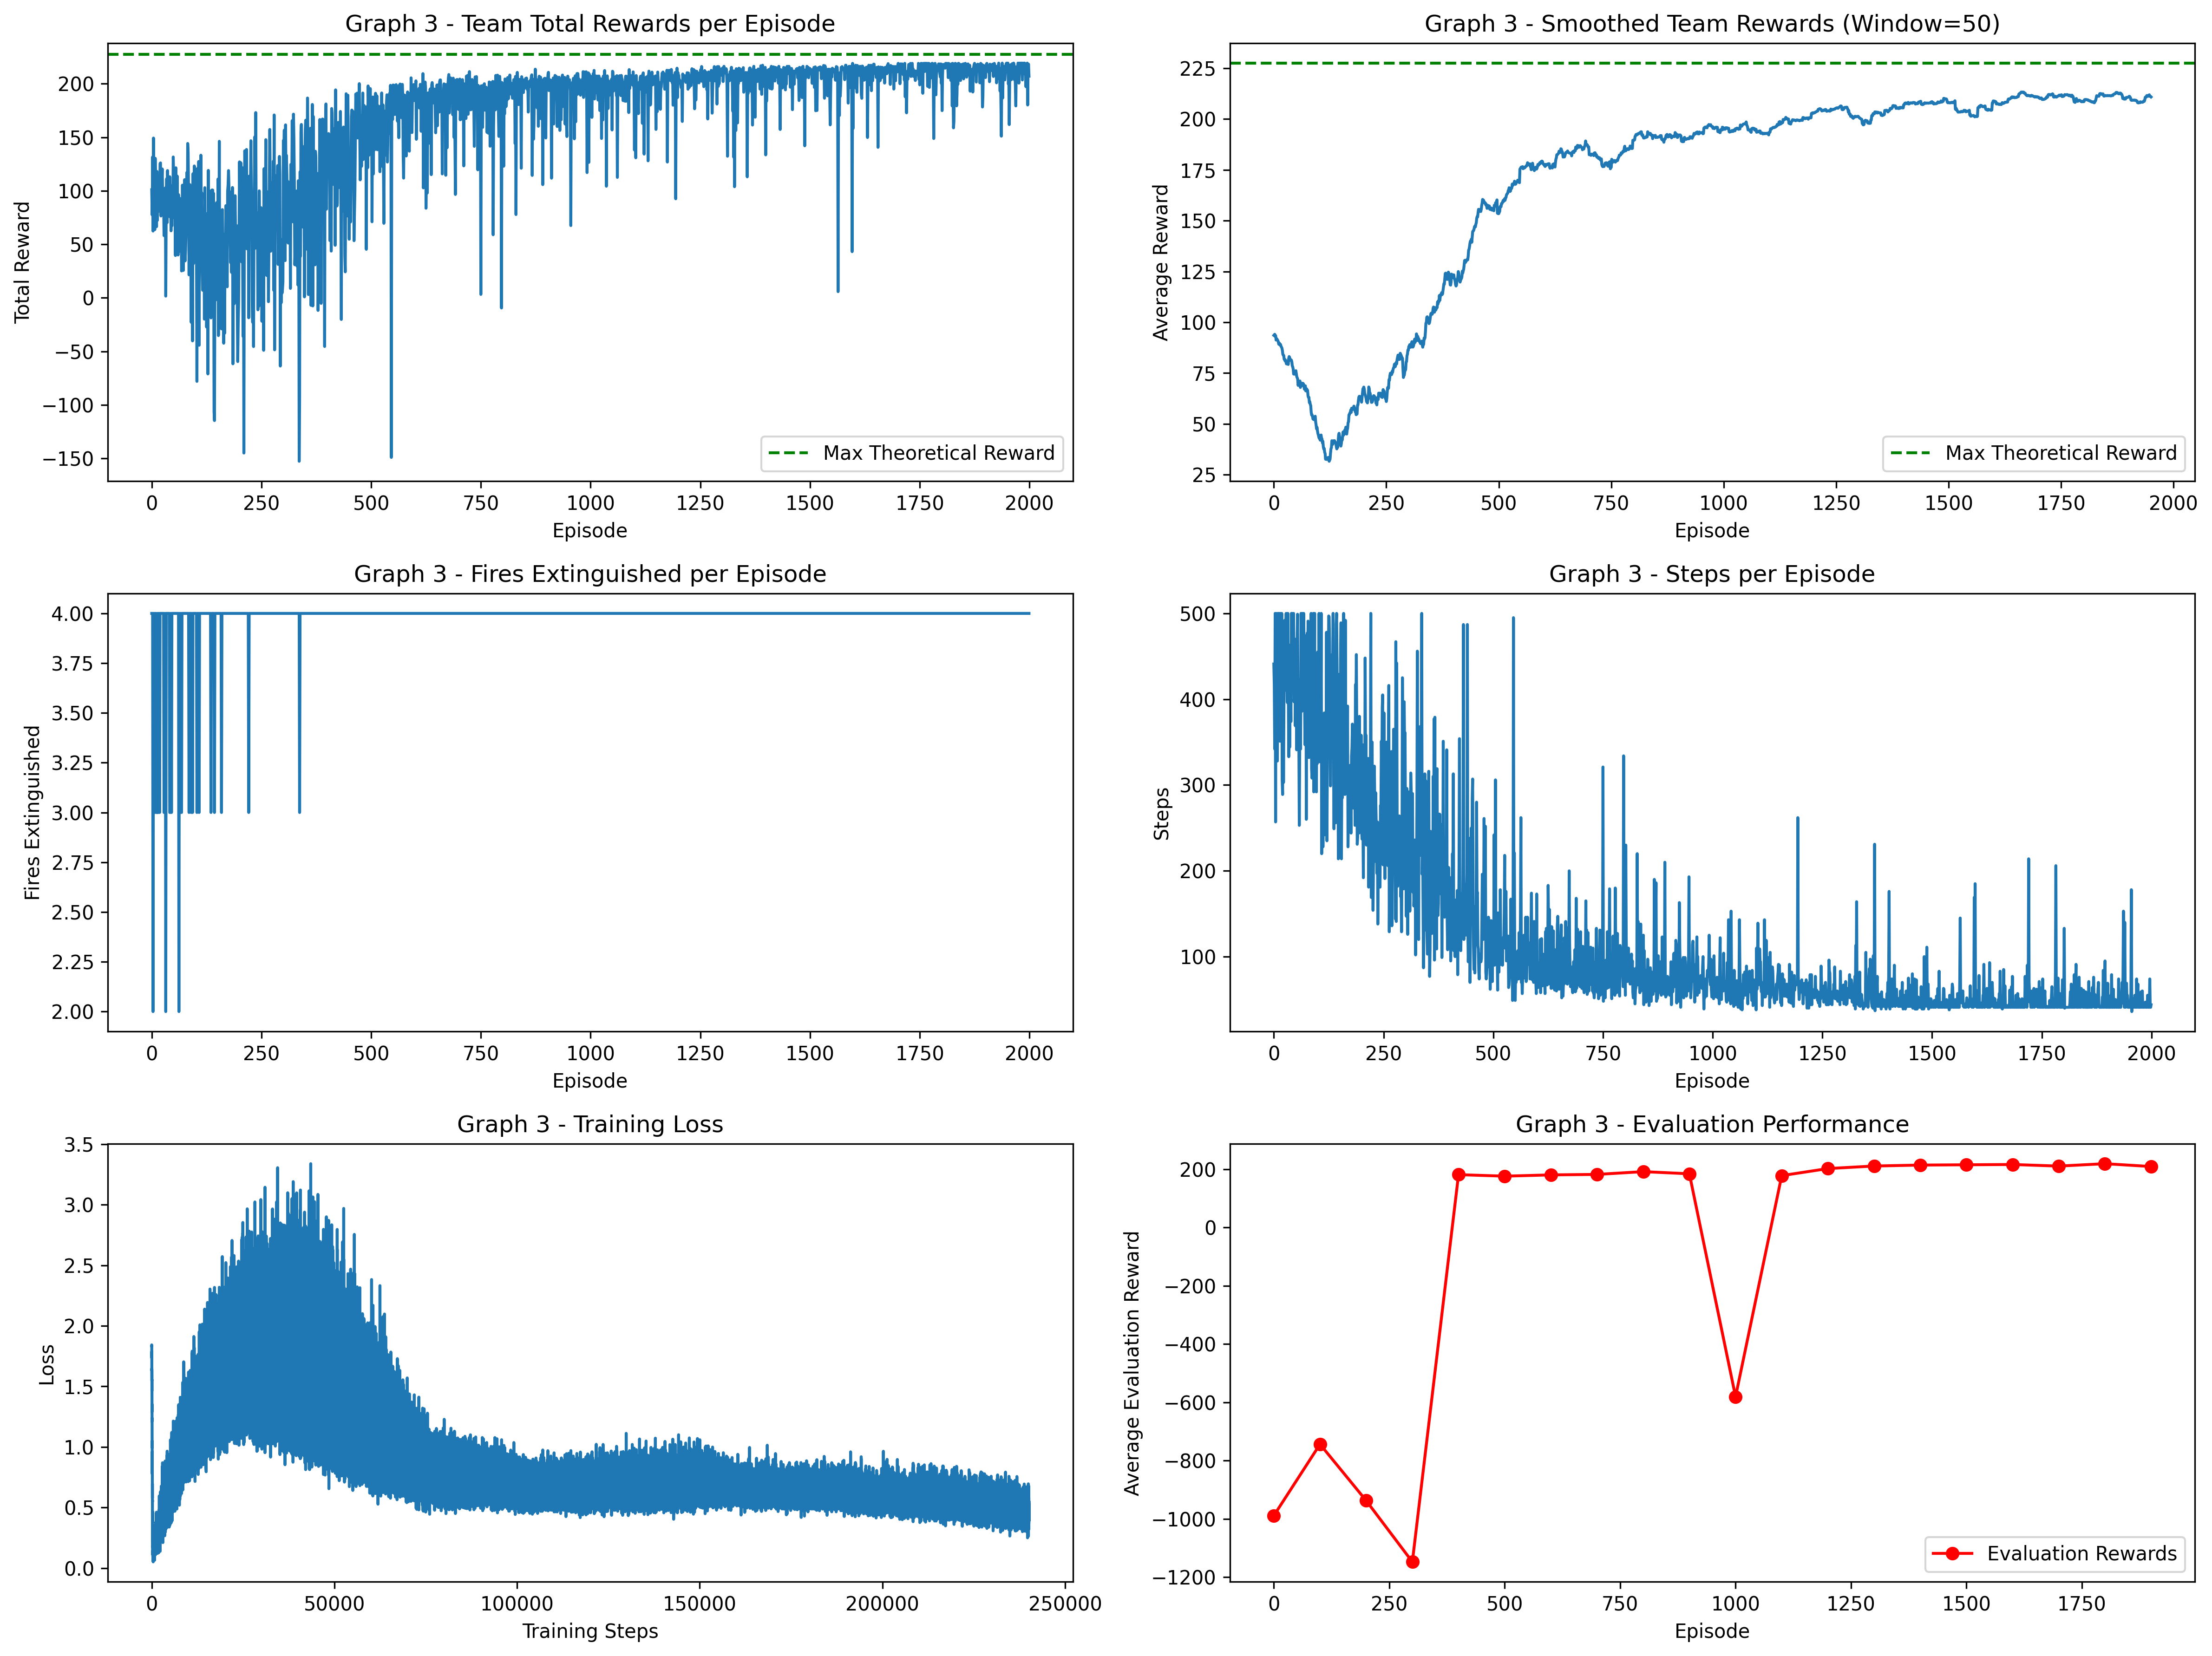 Graph 3 - Team Total Rewards per Episode
200
150
100
50
0
−50
−100
−150
Total Reward
Max Theoretical Reward
0 250 500 750 1000 1250 1500 1750 2000
Episode
Graph 3 - Smoothed Team Rewards (Window=50)
225
200
175
150
125
100
75
50
25
Average Reward
Max Theoretical Reward
0 250 500 750 1000 1250 1500 1750 2000
Episode
Graph 3 - Fires Extinguished per Episode
4.00
3.75
3.50
3.25
3.00
2.75
2.50
2.25
2.00
Fires Extinguished
0 250 500 750 1000 1250 1500 1750 2000
Episode
Graph 3 - Steps per Episode
500
400
300
200
100
Steps
0 250 500 750 1000 1250 1500 1750 2000
Episode
Graph 3 - Training Loss
3.5
3.0
2.5
2.0
1.5
1.0
0.5
0.0
Loss
0 50000 100000 150000 200000 250000
Training Steps
Graph 3 - Evaluation Performance
200
0
−200
−400
−600
−800
−1000
−1200
Average Evaluation Reward
Evaluation Rewards
0 250 500 750 1000 1250 1500 1750
Episode